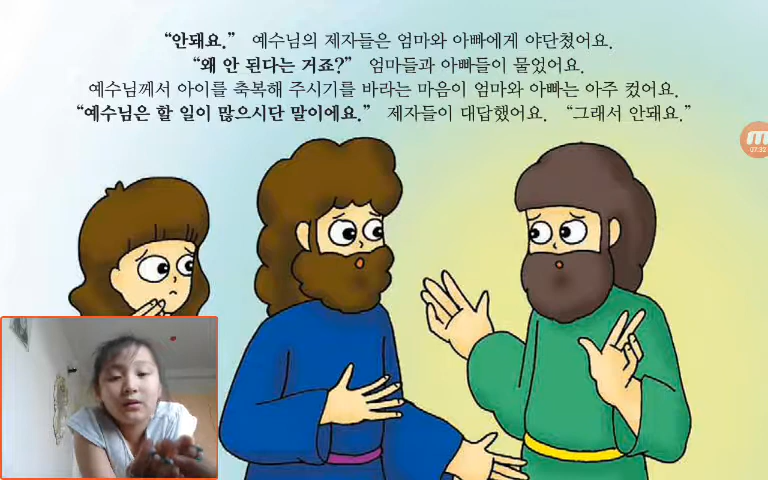 “안돼요.” 예수님의 제자들은 엄마와 아빠에게 야단쳤어요.
“왜 안 된다는 거죠?” 엄마들과 아빠들이 물었어요.
예수님께서 아이를 축복해 주시기를 바라는 마음이 엄마와 아빠는 아주 컸어요.
“예수님은 할 일이 많으시단 말이에요.” 제자들이 대답했어요. “그래서 안돼요.”
07:32